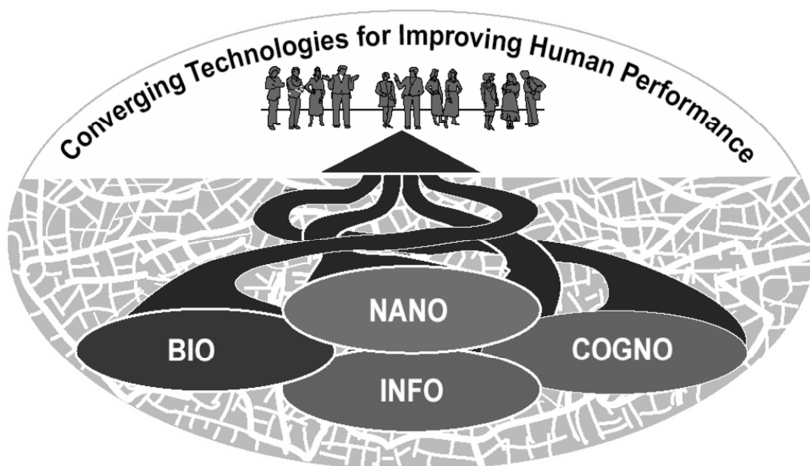 Converging Technologies for Improving Human Performance
NANO
BIO
COGNO
INFO